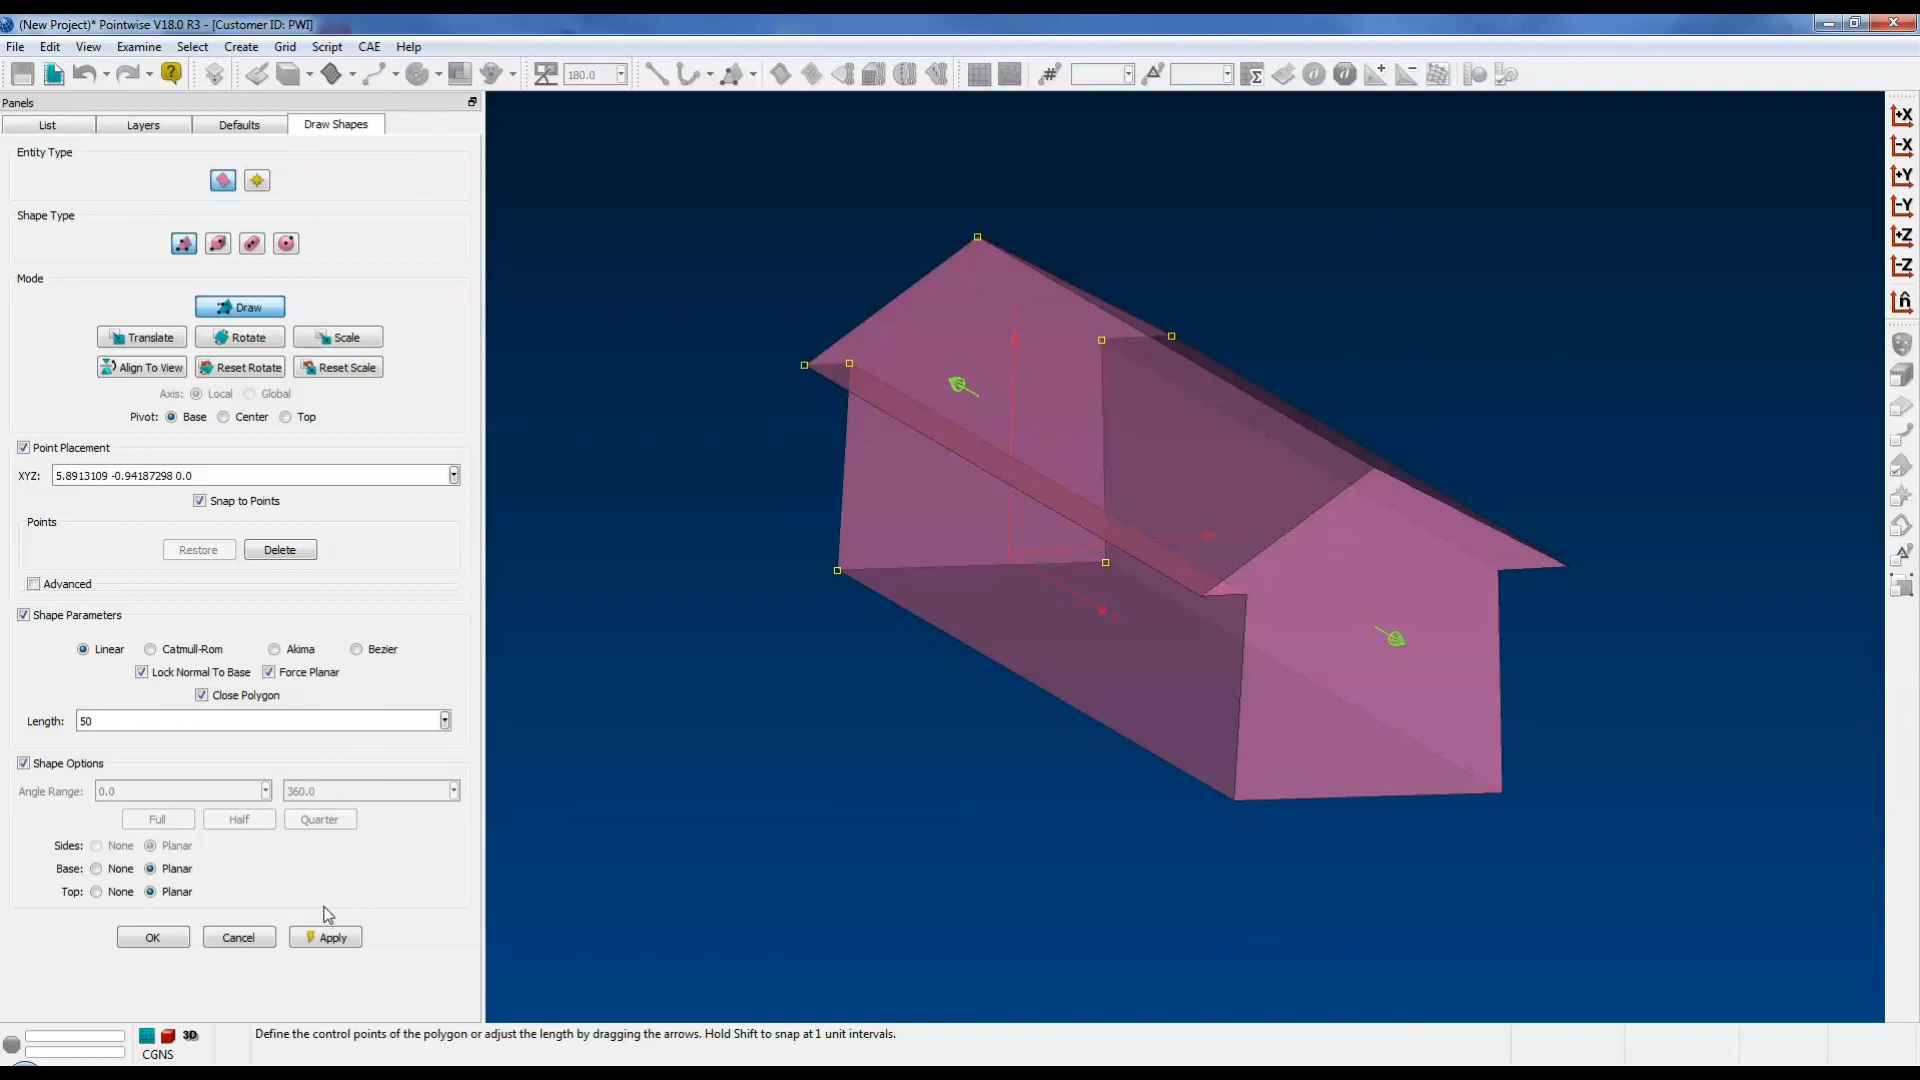 (New Project)* Pointwise V18.0 R3 - [Customer ID: PWI]
File Edit View Examine Select Create Grid Script CAE Help
180.0
Panels
List Layers Defaults Draw Shapes
Entity Type
Shape Type
Mode
Draw
Translate Rotate Scale
Align To View Reset Rotate Reset Scale
Axis: Local Global
Pivot: Base Center Top
Point Placement
XYZ: 5.8913109 -0.94187298 0.0
Snap to Points
Points
Restore Delete
Advanced
Shape Parameters
Linear Catmull-Rom Akima Bezier
Lock Normal To Base Force Planar
Close Polygon
Length: 50
Shape Options
Angle Range: 0.0 360.0
Full Half Quarter
Sides: None Planar
Base: None Planar
Top: None Planar
OK Cancel Apply
+X
-X
+Y
-Y
+Z
-Z
n̂
3D
CGNS
Define the control points of the polygon or adjust the length by dragging the arrows. Hold Shift to snap at 1 unit intervals.